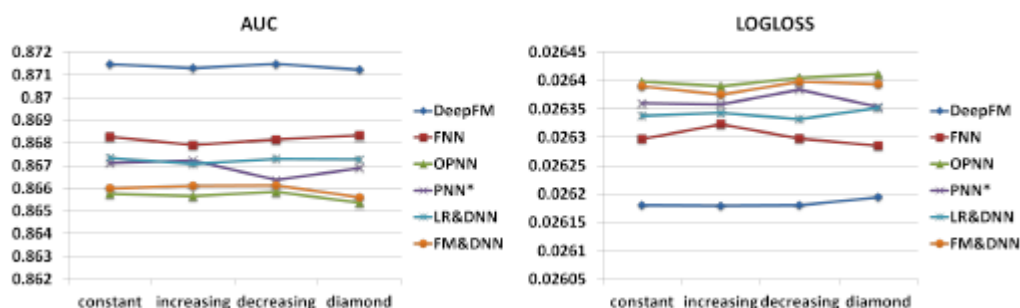 AUC
0.872
0.871
0.87
0.869
0.868
0.867
0.866
0.865
0.864
0.863
0.862
constant increasing decreasing diamond
DeepFM
FNN
OPNN
PNN*
LR&DNN
FM&DNN
LOGLOSS
0.02645
0.0264
0.02635
0.0263
0.02625
0.0262
0.02615
0.0261
0.02605
constant increasing decreasing diamond
DeepFM
FNN
OPNN
PNN*
LR&DNN
FM&DNN